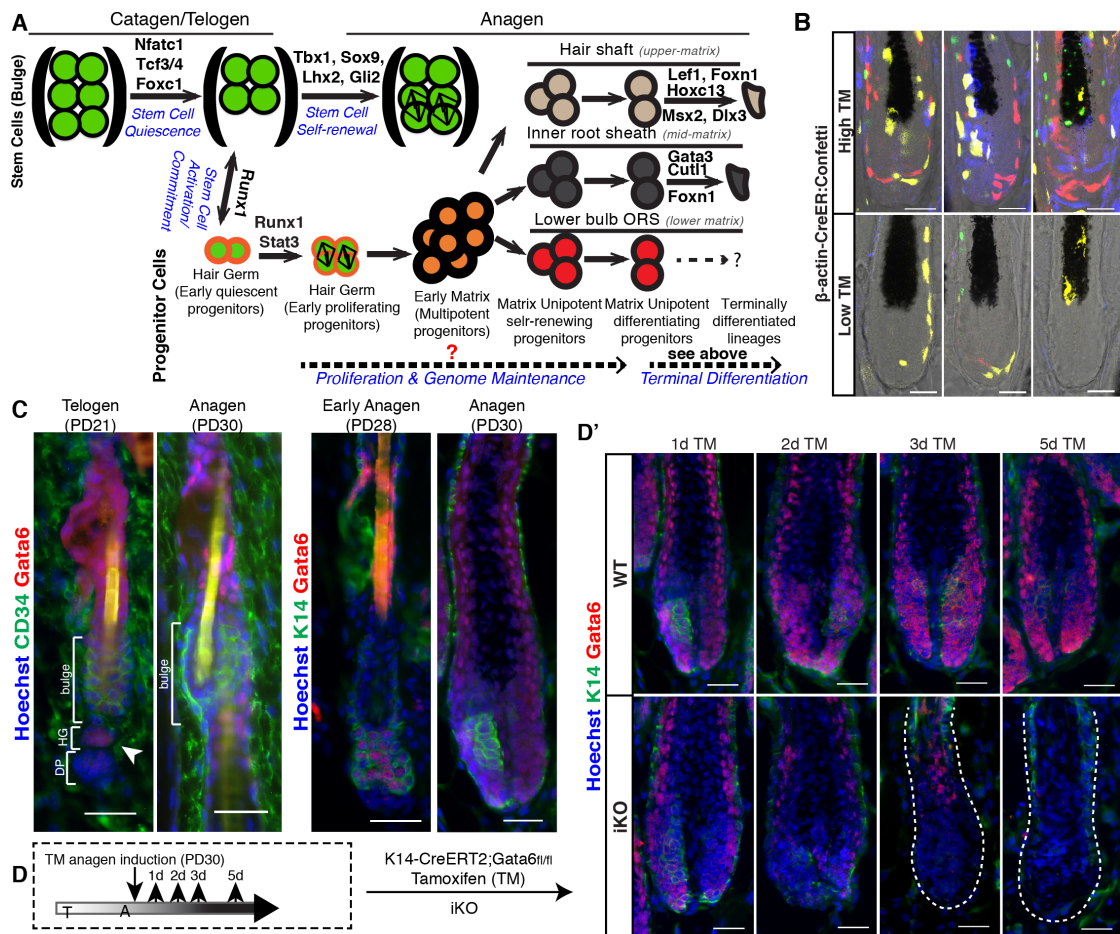 A
Catagen/Telogen
Anagen
Stem Cells (Bulge)
Nfatc1
Tcf3/4
Foxc1
Stem Cell
Quiescence
Tbx1, Sox9,
Lhx2, Gli2
Stem Cell
Self-renewal
Hair shaft (upper-matrix)
Lef1, Foxn1
Hoxc13
Msx2, Dlx3
Inner root sheath (mid-matrix)
Gata3
Cutl1
Foxn1
Lower bulb ORS (lower matrix)
?
Stem Cell
Activation/
Commitment
Runx1
Runx1
Stat3
Progenitor Cells
Hair Germ
(Early quiescent
progenitors)
Hair Germ
(Early proliferating
progenitors)
Early Matrix
(Multipotent
progenitors)
Matrix Unipotent
selr-renewing
progenitors
Matrix Unipotent
differentiating
progenitors
Terminally
differentiated
lineages
?
see above
Proliferation & Genome Maintenance
Terminal Differentiation
B
β-actin-CreER::Confetti
High TM
Low TM
C
Telogen
(PD21)
Anagen
(PD30)
Early Anagen
(PD28)
Anagen
(PD30)
Hoechst CD34 Gata6
bulge
HG
DP
bulge
Hoechst K14 Gata6
D
TM anagen induction (PD30)
1d
2d
3d
5d
T
A
K14-CreERT2;Gata6fl/fl
Tamoxifen (TM)
iKO
D'
1d TM
2d TM
3d TM
5d TM
Hoechst K14 Gata6
WT
iKO